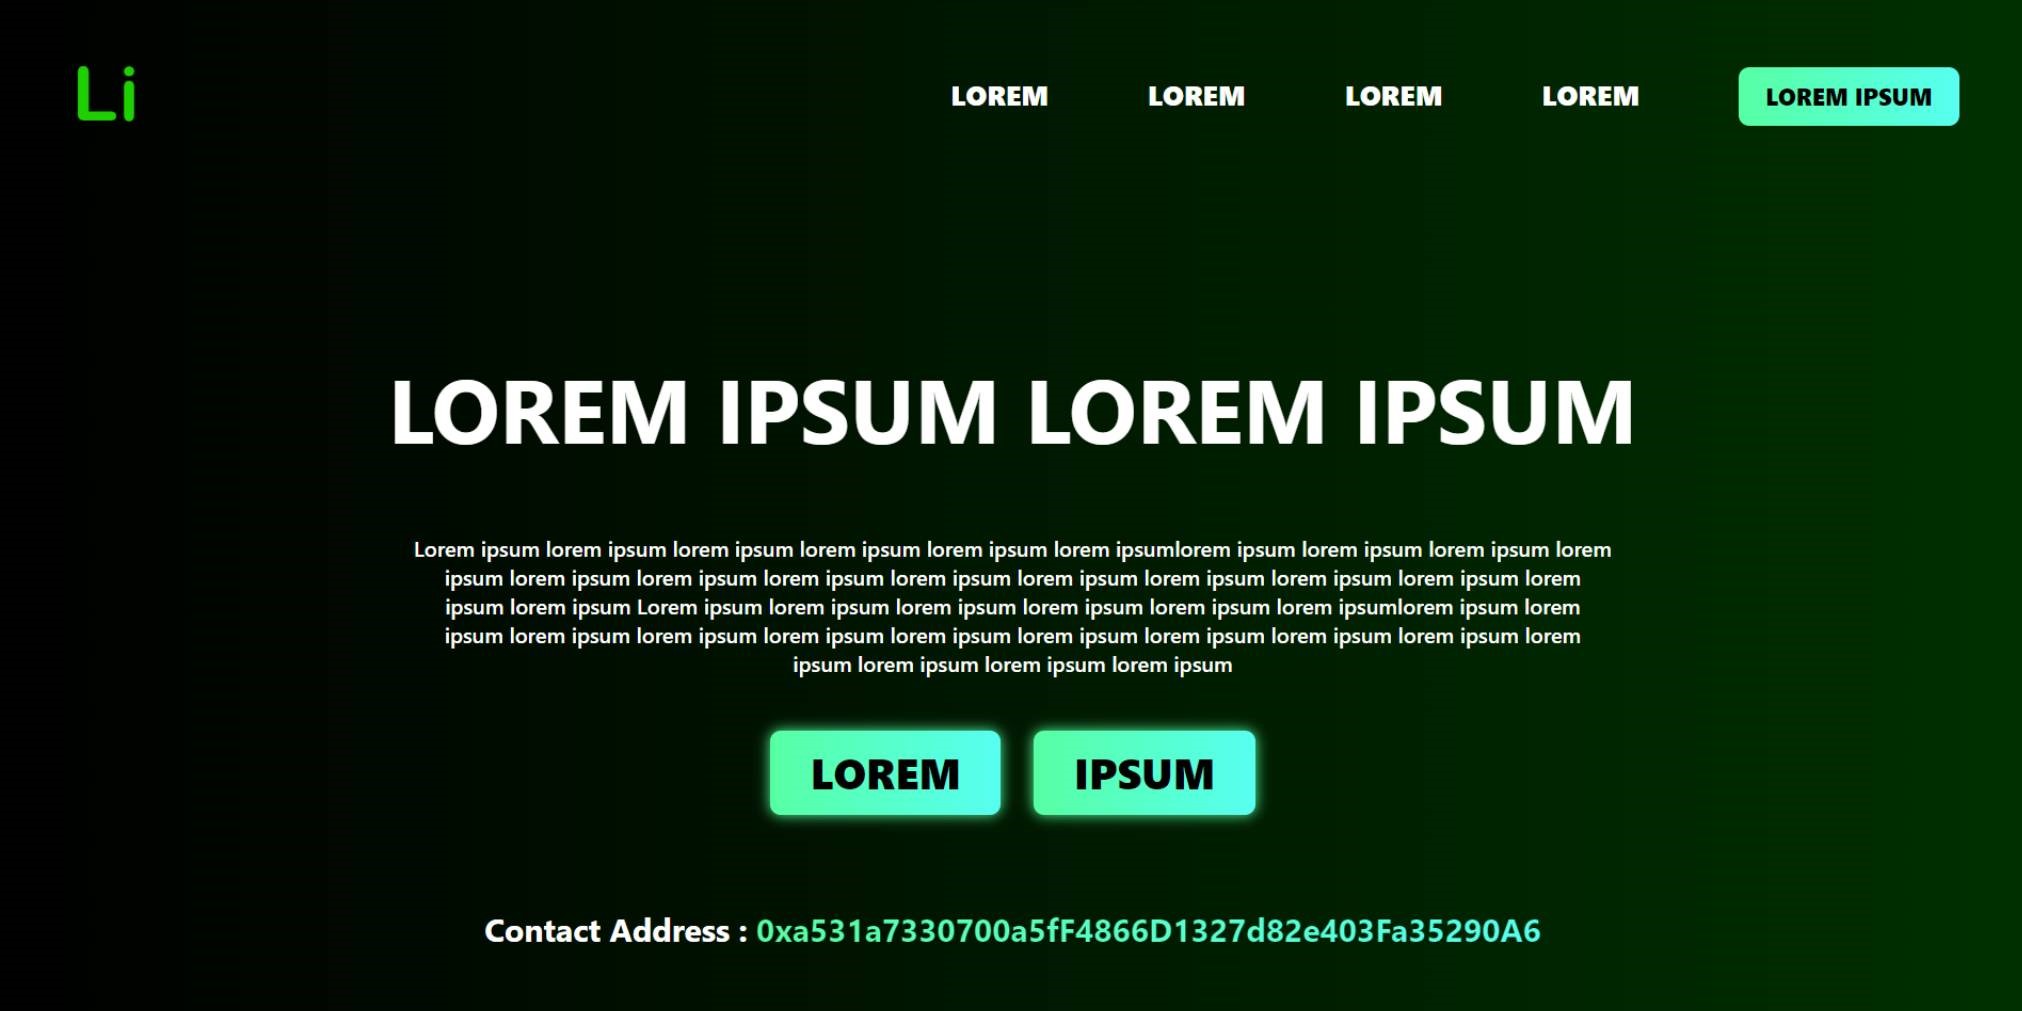 Li
LOREM LOREM LOREM LOREM LOREM IPSUM
LOREM IPSUM LOREM IPSUM
Lorem ipsum lorem ipsum lorem ipsum lorem ipsum lorem ipsum lorem ipsumlorem ipsum lorem ipsum lorem ipsum lorem
ipsum lorem ipsum lorem ipsum lorem ipsum lorem ipsum lorem ipsum lorem ipsum lorem ipsum lorem ipsum lorem
ipsum lorem ipsum Lorem ipsum lorem ipsum lorem ipsum lorem ipsum lorem ipsum lorem ipsumlorem ipsum lorem
ipsum lorem ipsum lorem ipsum lorem ipsum lorem ipsum lorem ipsum lorem ipsum lorem ipsum lorem ipsum lorem
ipsum lorem ipsum lorem ipsum lorem ipsum
LOREM IPSUM
Contact Address : 0xa531a7330700a5fF4866D1327d82e403Fa35290A6